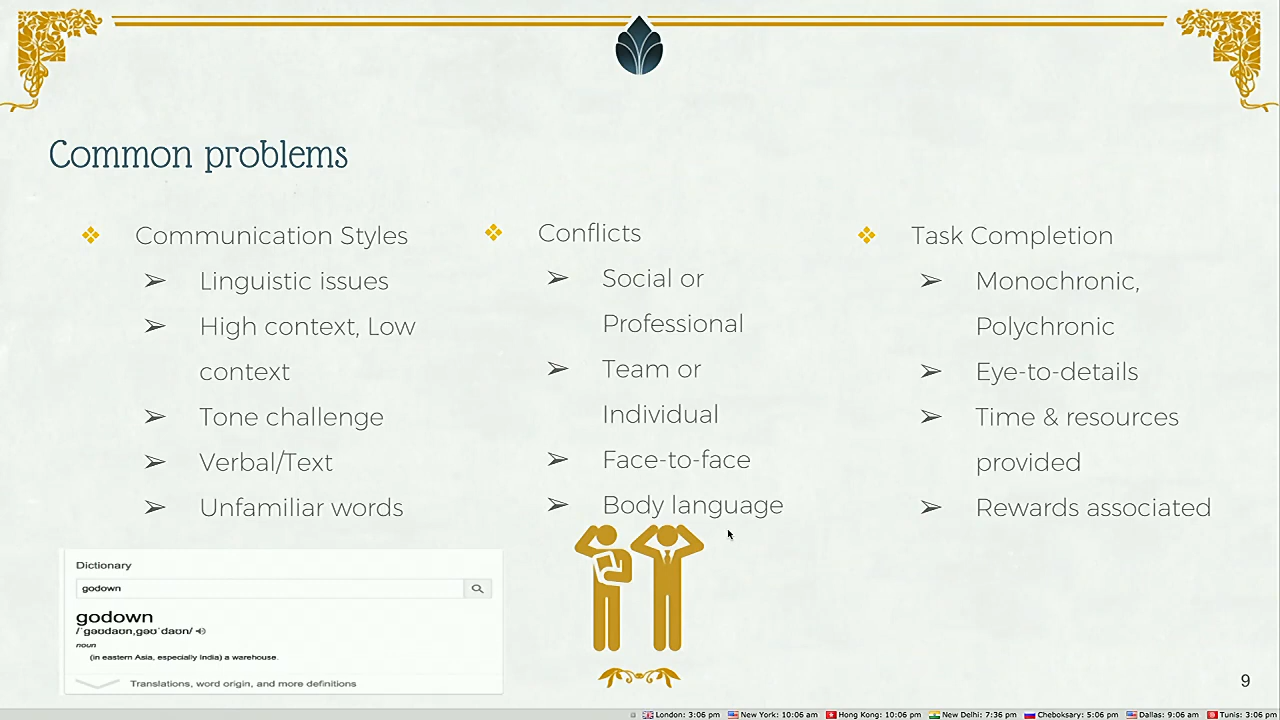 Common problems
Communication Styles
Linguistic issues
High context, Low
context
Tone challenge
Verbal/Text
Unfamiliar words
Conflicts
Social or
Professional
Team or
Individual
Face-to-face
Body language
Task Completion
Monochronic,
Polychronic
Eye-to-details
Time & resources
provided
Rewards associated
Dictionary
godown
godown
/ˈɡəʊdaʊn,ɡəʊˈdaʊn/
noun
(in eastern Asia, especially India) a warehouse.
Translations, word origin, and more definitions
9
London: 3:06 pm New York: 10:06 am Hong Kong: 10:06 pm New Delhi: 7:36 pm Cheboksary: 5:06 pm Dallas: 9:06 am Tunis: 3:06 pm